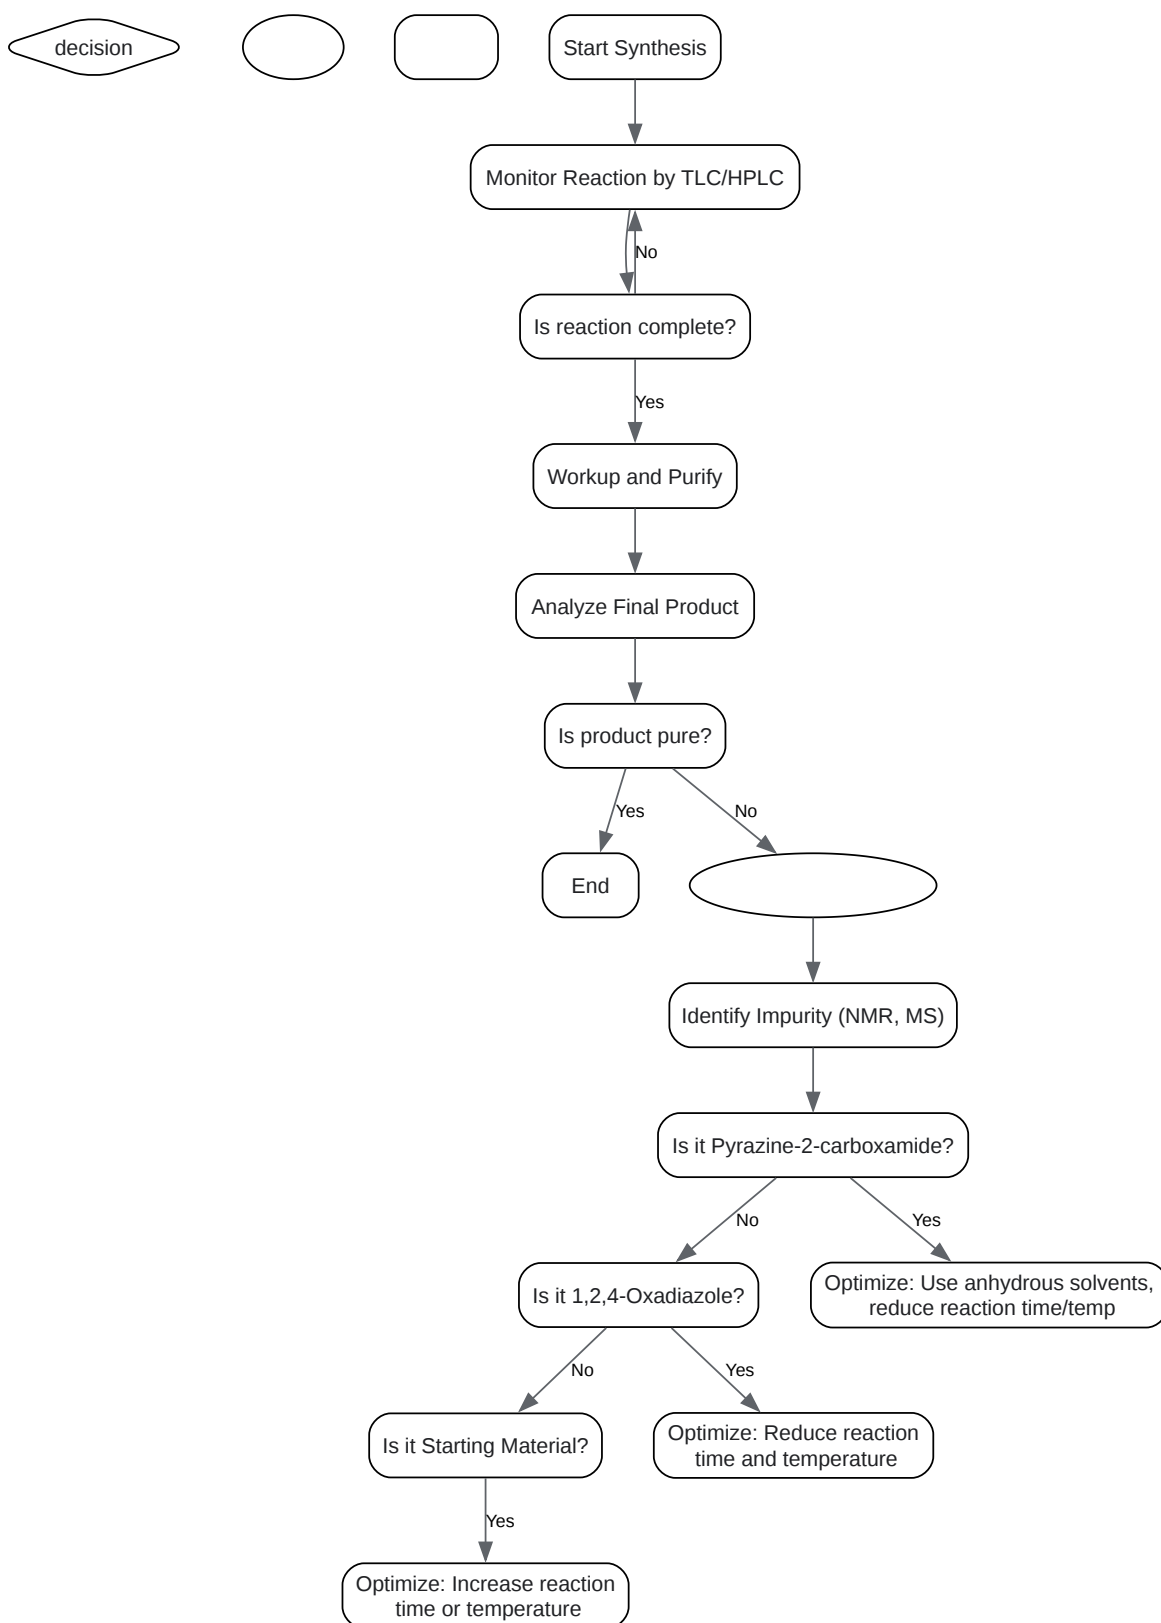 decision
Start Synthesis
Monitor Reaction by TLC/HPLC
No
Is reaction complete?
Yes
Workup and Purify
Analyze Final Product
Is product pure?
Yes
No
End
Identify Impurity (NMR, MS)
Is it Pyrazine-2-carboxamide?
No
Yes
Is it 1,2,4-Oxadiazole?
Optimize: Use anhydrous solvents,
reduce reaction time/temp
No
Yes
Is it Starting Material?
Optimize: Reduce reaction
time and temperature
Yes
Optimize: Increase reaction
time or temperature